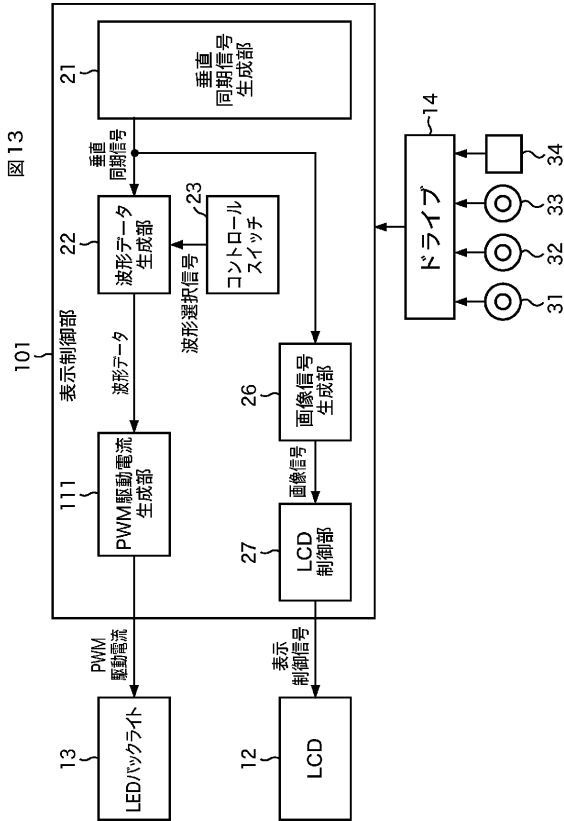 図13
101
表示制御部
13
LEDバックライト
PWM
駆動電流
111
PWM駆動電流
生成部
波形データ
22
波形データ
生成部
垂直
同期信号
21
垂直
同期信号
生成部
波形選択信号
23
コントロール
スイッチ
12
LCD
表示
制御信号
27
LCD
制御部
画像信号
26
画像信号
生成部
14
ドライブ
31
32
33
34